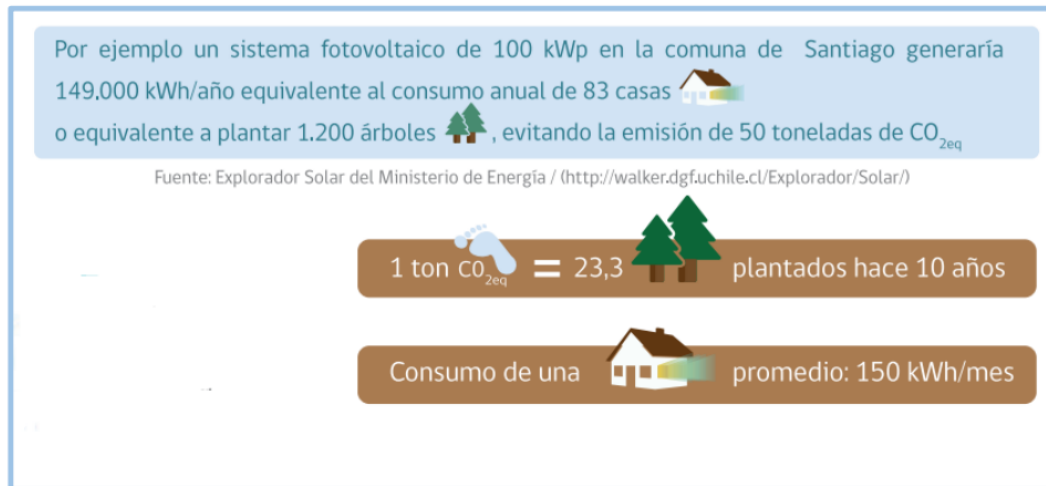 Por ejemplo un sistema fotovoltaico de 100 kWp en la comuna de Santiago generaría
149.000 kWh/año equivalente al consumo anual de 83 casas
o equivalente a plantar 1.200 árboles , evitando la emisión de 50 toneladas de CO2eq
Fuente: Explorador Solar del Ministerio de Energía / (http://walker.dgf.uchile.cl/Explorador/Solar/)
1 ton CO2eq = 23,3 plantados hace 10 años
Consumo de una promedio: 150 kWh/mes